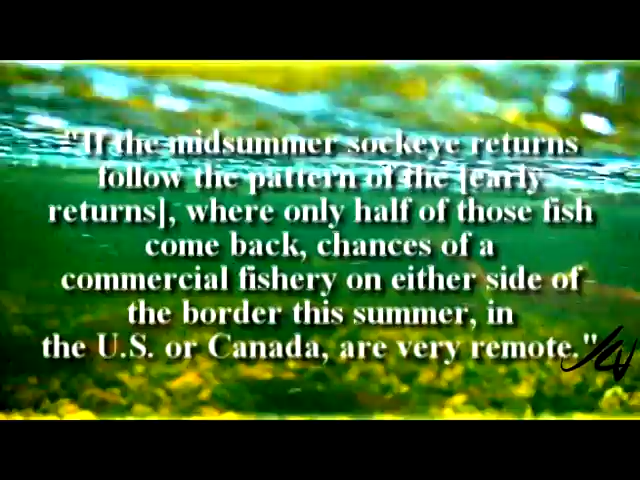 "If the midsummer sockeye returns
follow the pattern of the [early
returns], where only half of those fish
come back, chances of a
commercial fishery on either side of
the border this summer, in
the U.S. or Canada, are very remote."